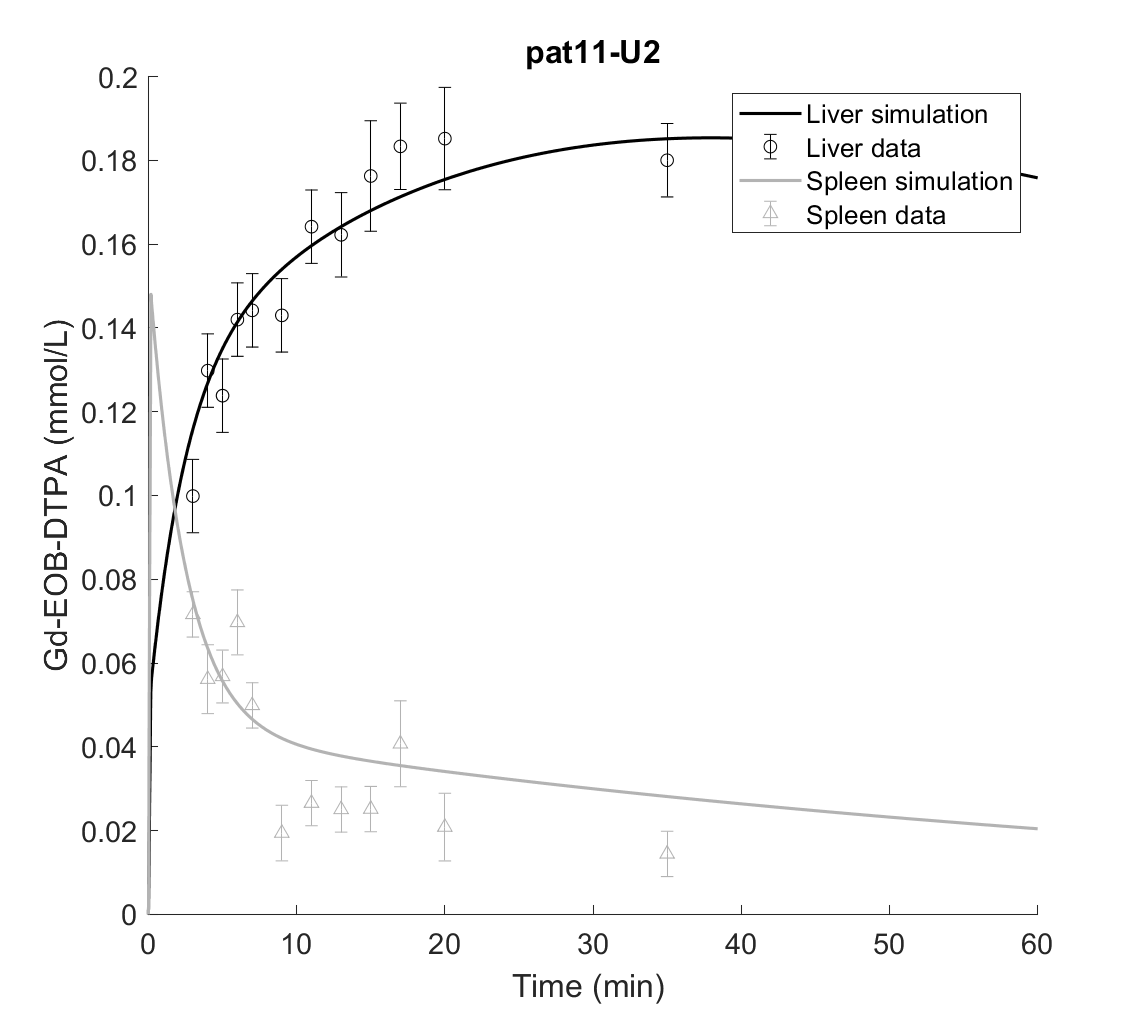 pat11-U2
Liver simulation
Liver data
Spleen simulation
Spleen data
Gd-EOB-DTPA (mmol/L)
0.2
0.18
0.16
0.14
0.12
0.1
0.08
0.06
0.04
0.02
0
0 10 20 30 40 50 60
Time (min)